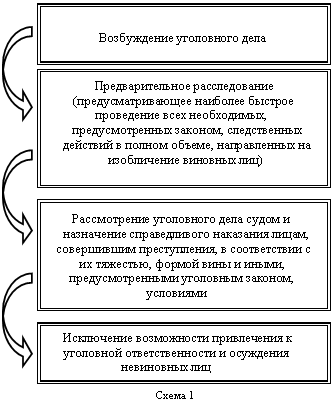 Возбуждение уголовного дела
Предварительное расследование
(предусматривающее наиболее быстрое
проведение всех необходимых,
предусмотренных законом, следственных
действий в полном объеме, направленных на
изобличение виновных лиц)
Рассмотрение уголовного дела судом и
назначение справедливого наказания лицам,
совершившим преступления, в соответствии с
их тяжестью, формой вины и иными,
предусмотренными уголовным законом,
условиями
Исключение возможности привлечения к
уголовной ответственности и осуждения
невиновных лиц
Схема 1